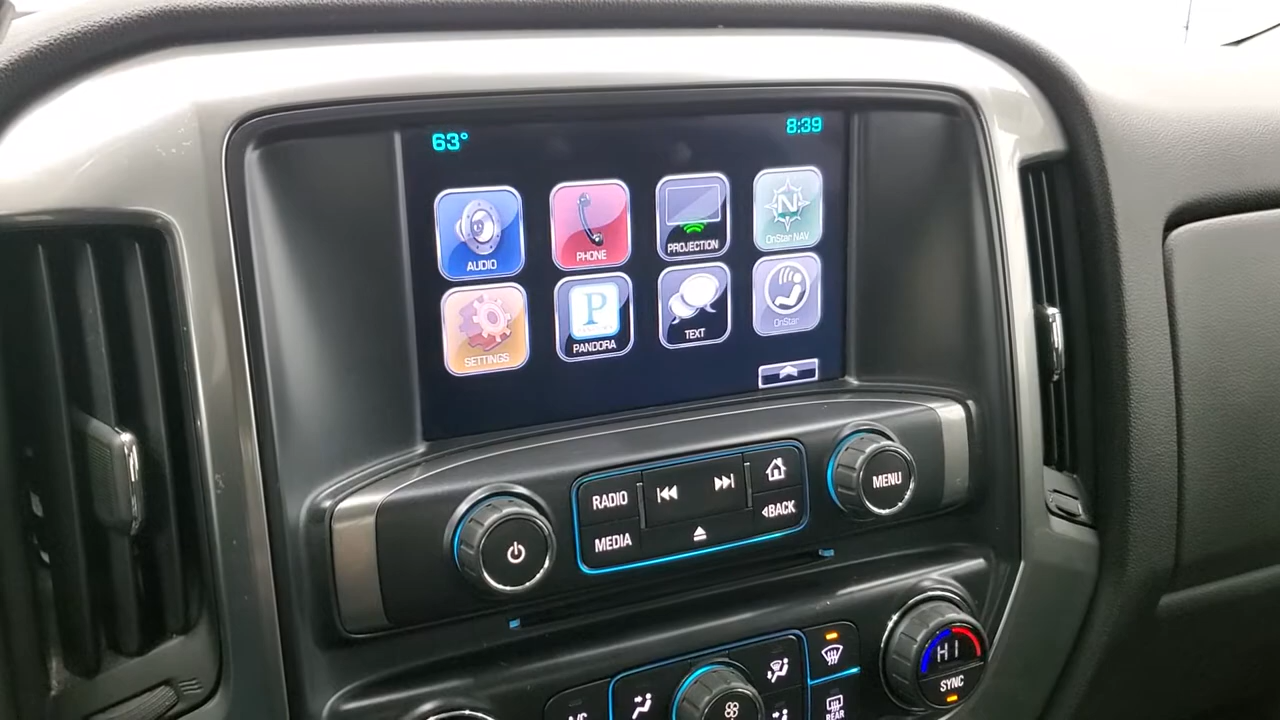 63° 8:39
AUDIO PHONE PROJECTION N OnStar NAV
SETTINGS P PANDORA PANDORA TEXT OnStar
RADIO MENU
MEDIA BACK
HI
SYNC
A/C REAR